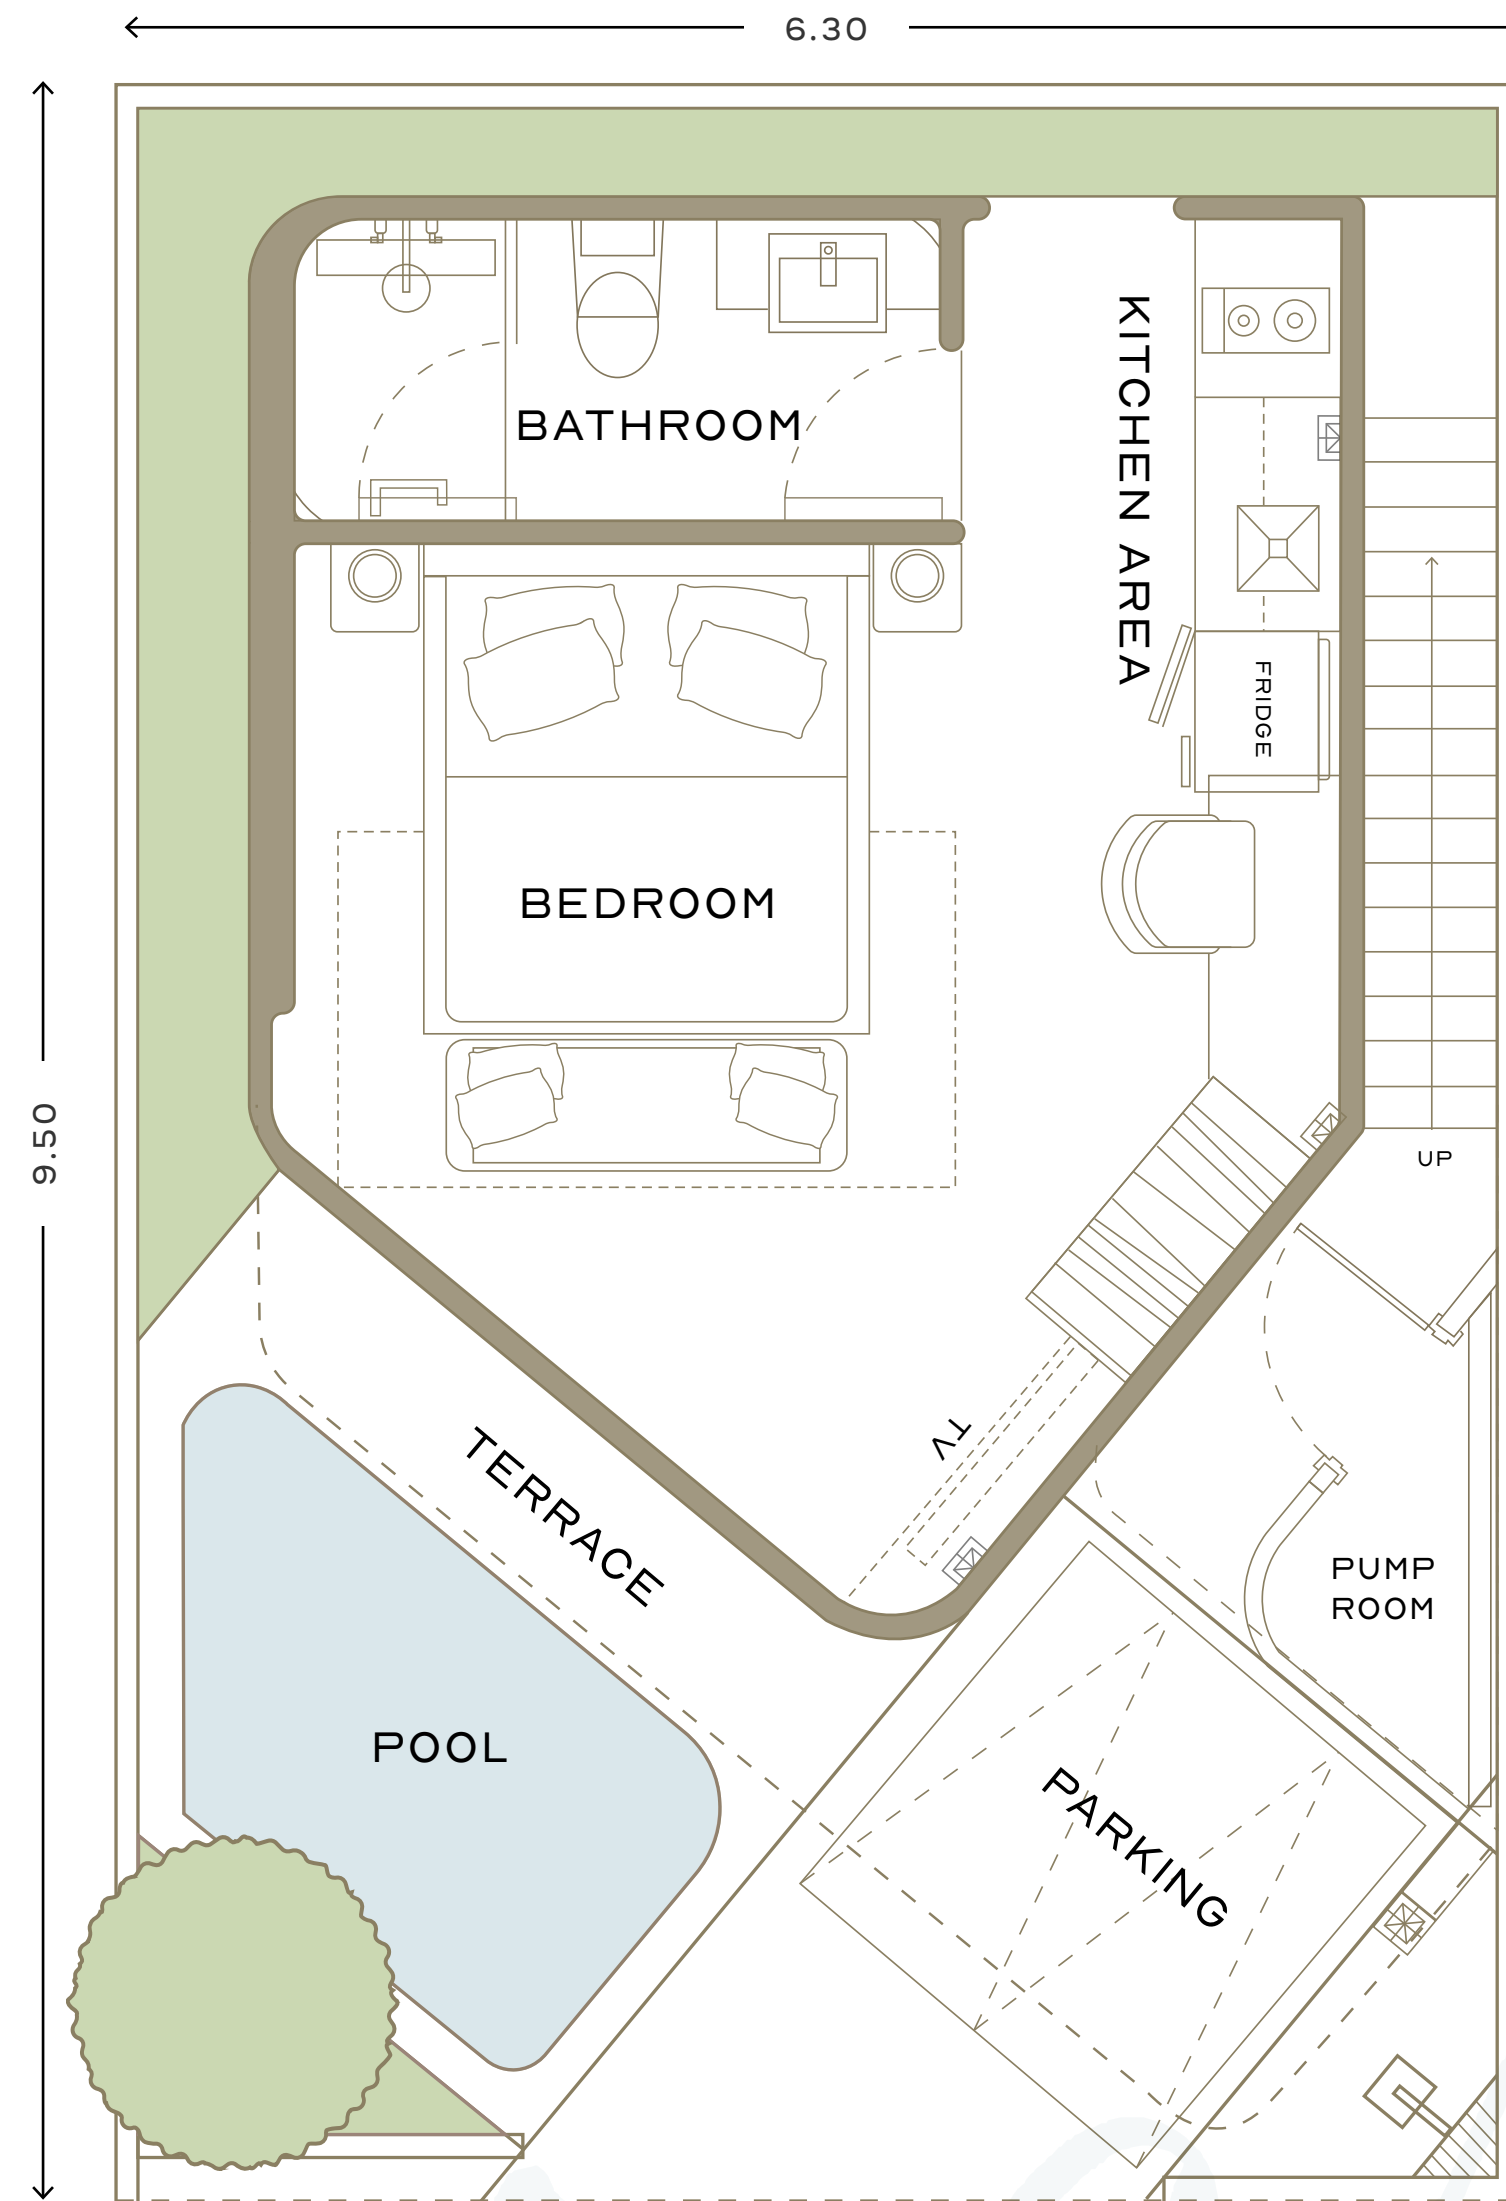 6.30
9.50
BATHROOM
KITCHEN AREA
FRIDGE
BEDROOM
UP
TV
TERRACE
PUMP
ROOM
POOL
PARKING